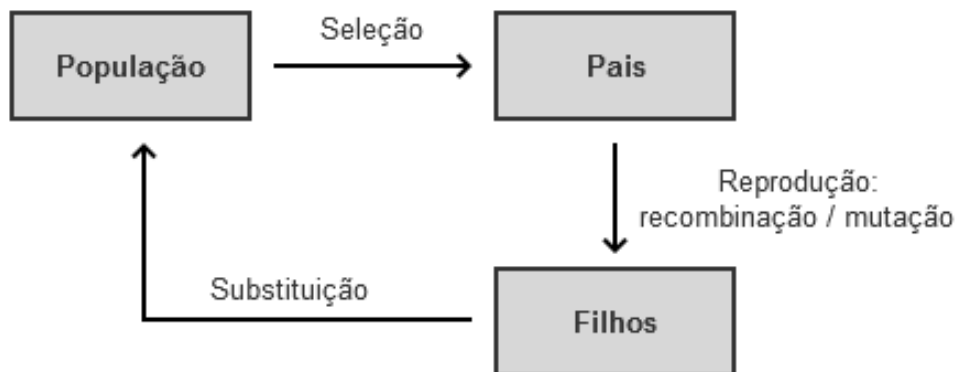 Seleção
População
Pais
Reprodução:
recombinação / mutação
Substituição
Filhos